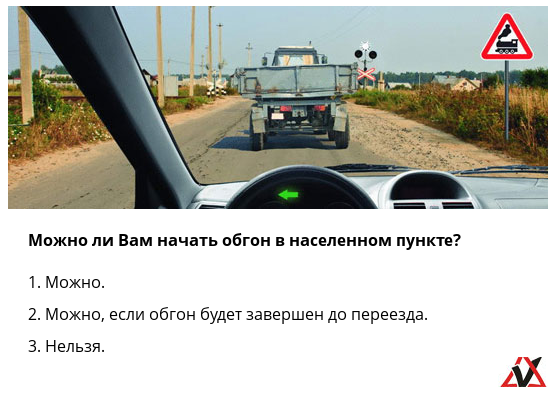 Можно ли Вам начать обгон в населенном пункте?
1. Можно.
2. Можно, если обгон будет завершен до переезда.
3. Нельзя.